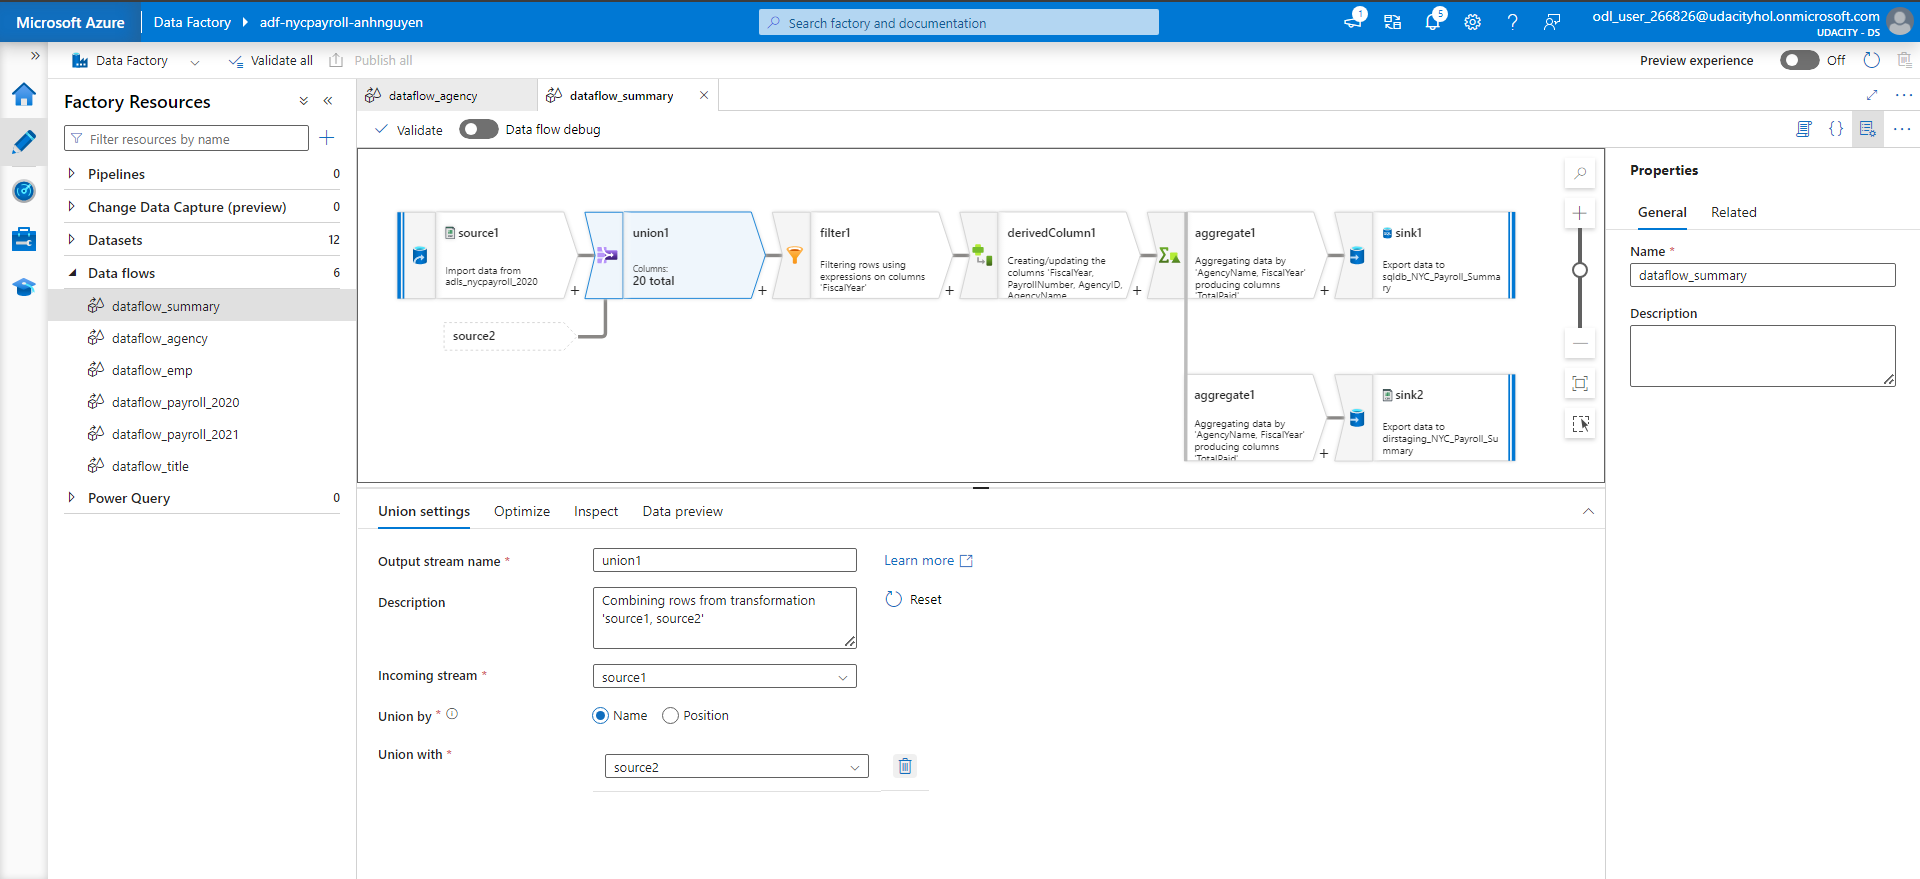 Microsoft Azure
Data Factory
adf-nycpayroll-anhnguyen
Search factory and documentation
1
5
odl_user_266826@udacityhol.onmicrosoft.com
UDACITY - DS
Data Factory
Validate all
Publish all
Preview experience
Off
Factory Resources
Filter resources by name
Pipelines 0
Change Data Capture (preview) 0
Datasets 12
Data flows 6
dataflow_summary
dataflow_agency
dataflow_emp
dataflow_payroll_2020
dataflow_payroll_2021
dataflow_title
Power Query 0
dataflow_agency
dataflow_summary
Validate
Data flow debug
source1
Import data from
adls_nycpayroll_2020
union1
Columns:
20 total
filter1
Filtering rows using
expressions on columns
'FiscalYear'
derivedColumn1
Creating/updating the
columns 'FiscalYear,
PayrollNumber, AgencyID,
AgencyName,
aggregate1
Aggregating data by
'AgencyName, FiscalYear'
producing columns
'TotalPaid'
sink1
Export data to
sqldb_NYC_Payroll_Summa
ry
source2
aggregate1
Aggregating data by
'AgencyName, FiscalYear'
producing columns
'TotalPaid'
sink2
Export data to
dirstaging_NYC_Payroll_Su
mmary
Union settings
Optimize
Inspect
Data preview
Output stream name *
union1
Learn more
Description
Combining rows from transformation
'source1, source2'
Reset
Incoming stream *
source1
Union by *
Name
Position
Union with *
source2
Properties
General
Related
Name *
dataflow_summary
Description